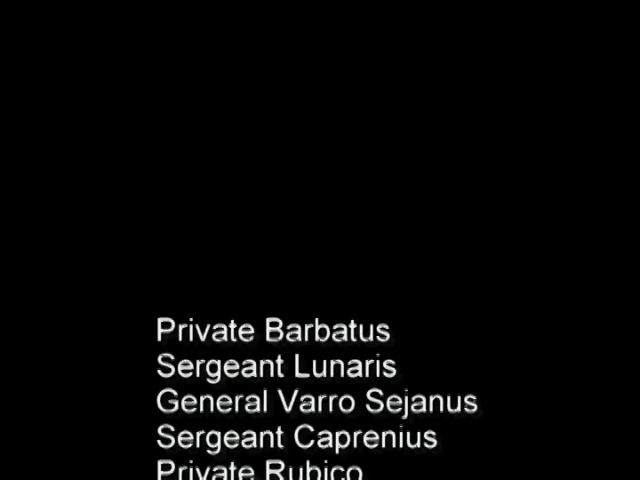 Private Barbatus
Sergeant Lunaris
General Varro Sejanus
Sergeant Caprenius
Private Rubico